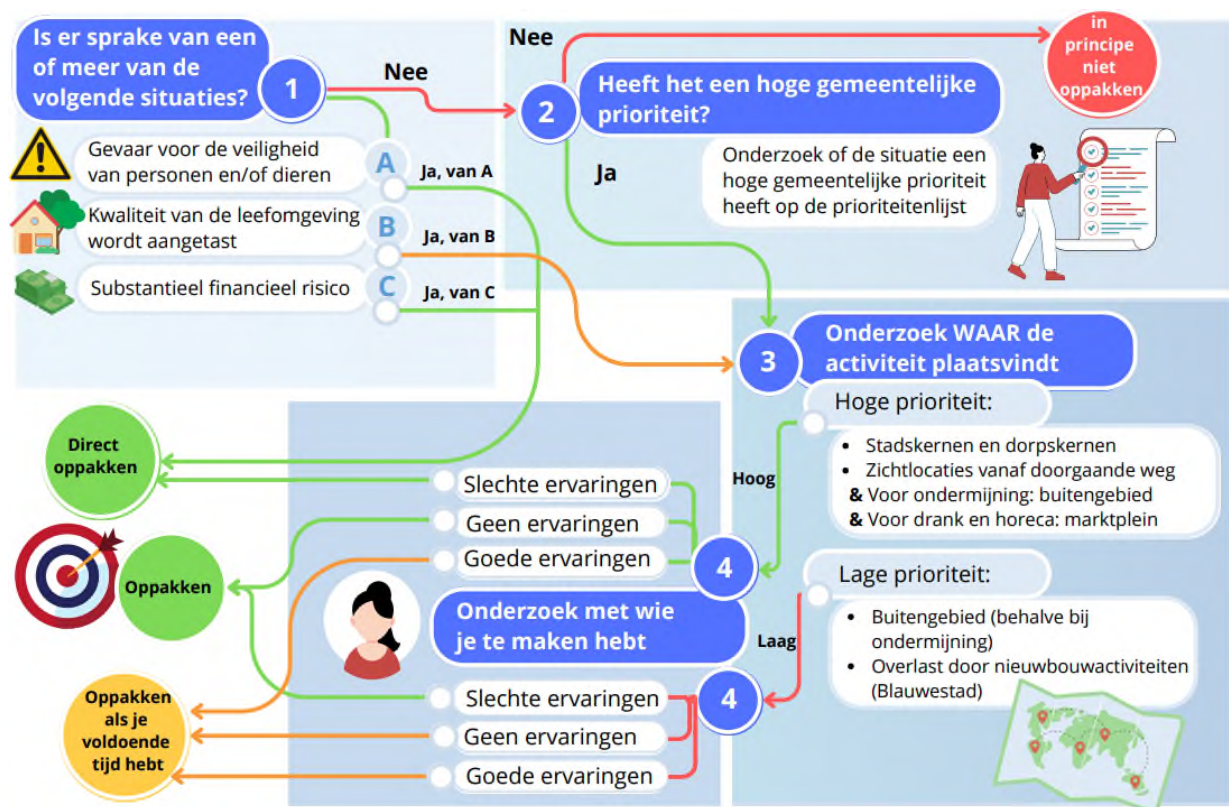 Is er sprake van een
of meer van de
volgende situaties?
1
Nee
Gevaar voor de veiligheid
van personen en/of dieren
A
Ja, van A
Kwaliteit van de leefomgeving
wordt aangetast
B
Ja, van B
Substantieel financieel risico
C
Ja, van C
Nee
in
principe
niet
oppakken
2
Heeft het een hoge gemeentelijke
prioriteit?
Ja
Onderzoek of de situatie een
hoge gemeentelijke prioriteit
heeft op de prioriteitenlijst
3
Onderzoek WAAR de
activiteit plaatsvindt
Hoge prioriteit:
• Stadskernen en dorpskernen
• Zichtlocaties vanaf doorgaande weg
& Voor ondermijning: buitengebied
& Voor drank en horeca: marktplein
Hoog
Lage prioriteit:
• Buitengebied (behalve bij
ondermijning)
• Overlast door nieuwbouwactiviteiten
(Blauwestad)
Laag
4
Slechte ervaringen
Geen ervaringen
Goede ervaringen
Onderzoek met wie
je te maken hebt
4
Slechte ervaringen
Geen ervaringen
Goede ervaringen
Direct
oppakken
Oppakken
Oppakken
als je
voldoende
tijd hebt